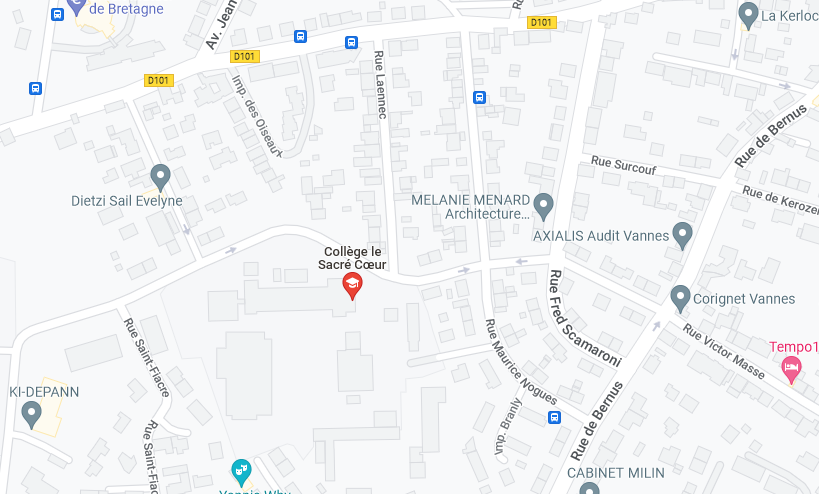 de Bretagne
Av. Jean
D101
D101
D101
La Kerloc
Rue Laennec
Imp. des Oiseaux
Rue de Bernus
Rue Surcouf
Rue de Kerozen
Dietzi Sail Evelyne
MELANIE MENARD
Architecture...
AXIALIS Audit Vannes
Collège le
Sacré Cœur
Corignet Vannes
Rue Fred Scamaroni
Rue Victor Masse
Tempo1
Rue Saint-Fiacre
Rue Maurice Nogues
KI-DEPANN
Rue de Bernus
Imp. Branly
Rue Saint-Fiac
CABINET MILIN